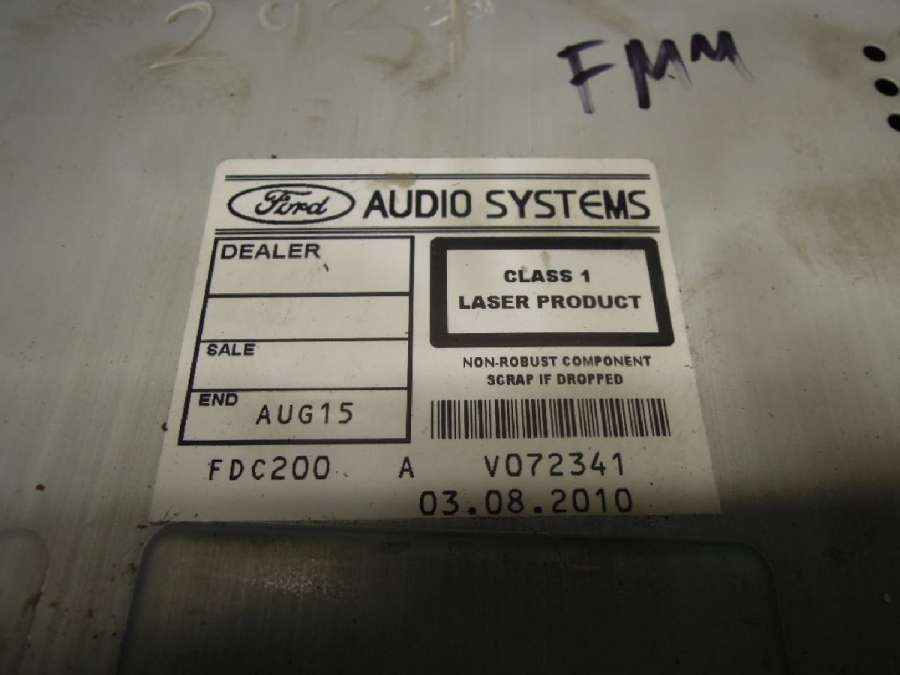 FMM
Ford AUDIO SYSTEMS
DEALER
CLASS 1
LASER PRODUCT
SALE
NON-ROBUST COMPONENT
SCRAP IF DROPPED
END
AUG15
FDC200 A V072341
03.08.2010